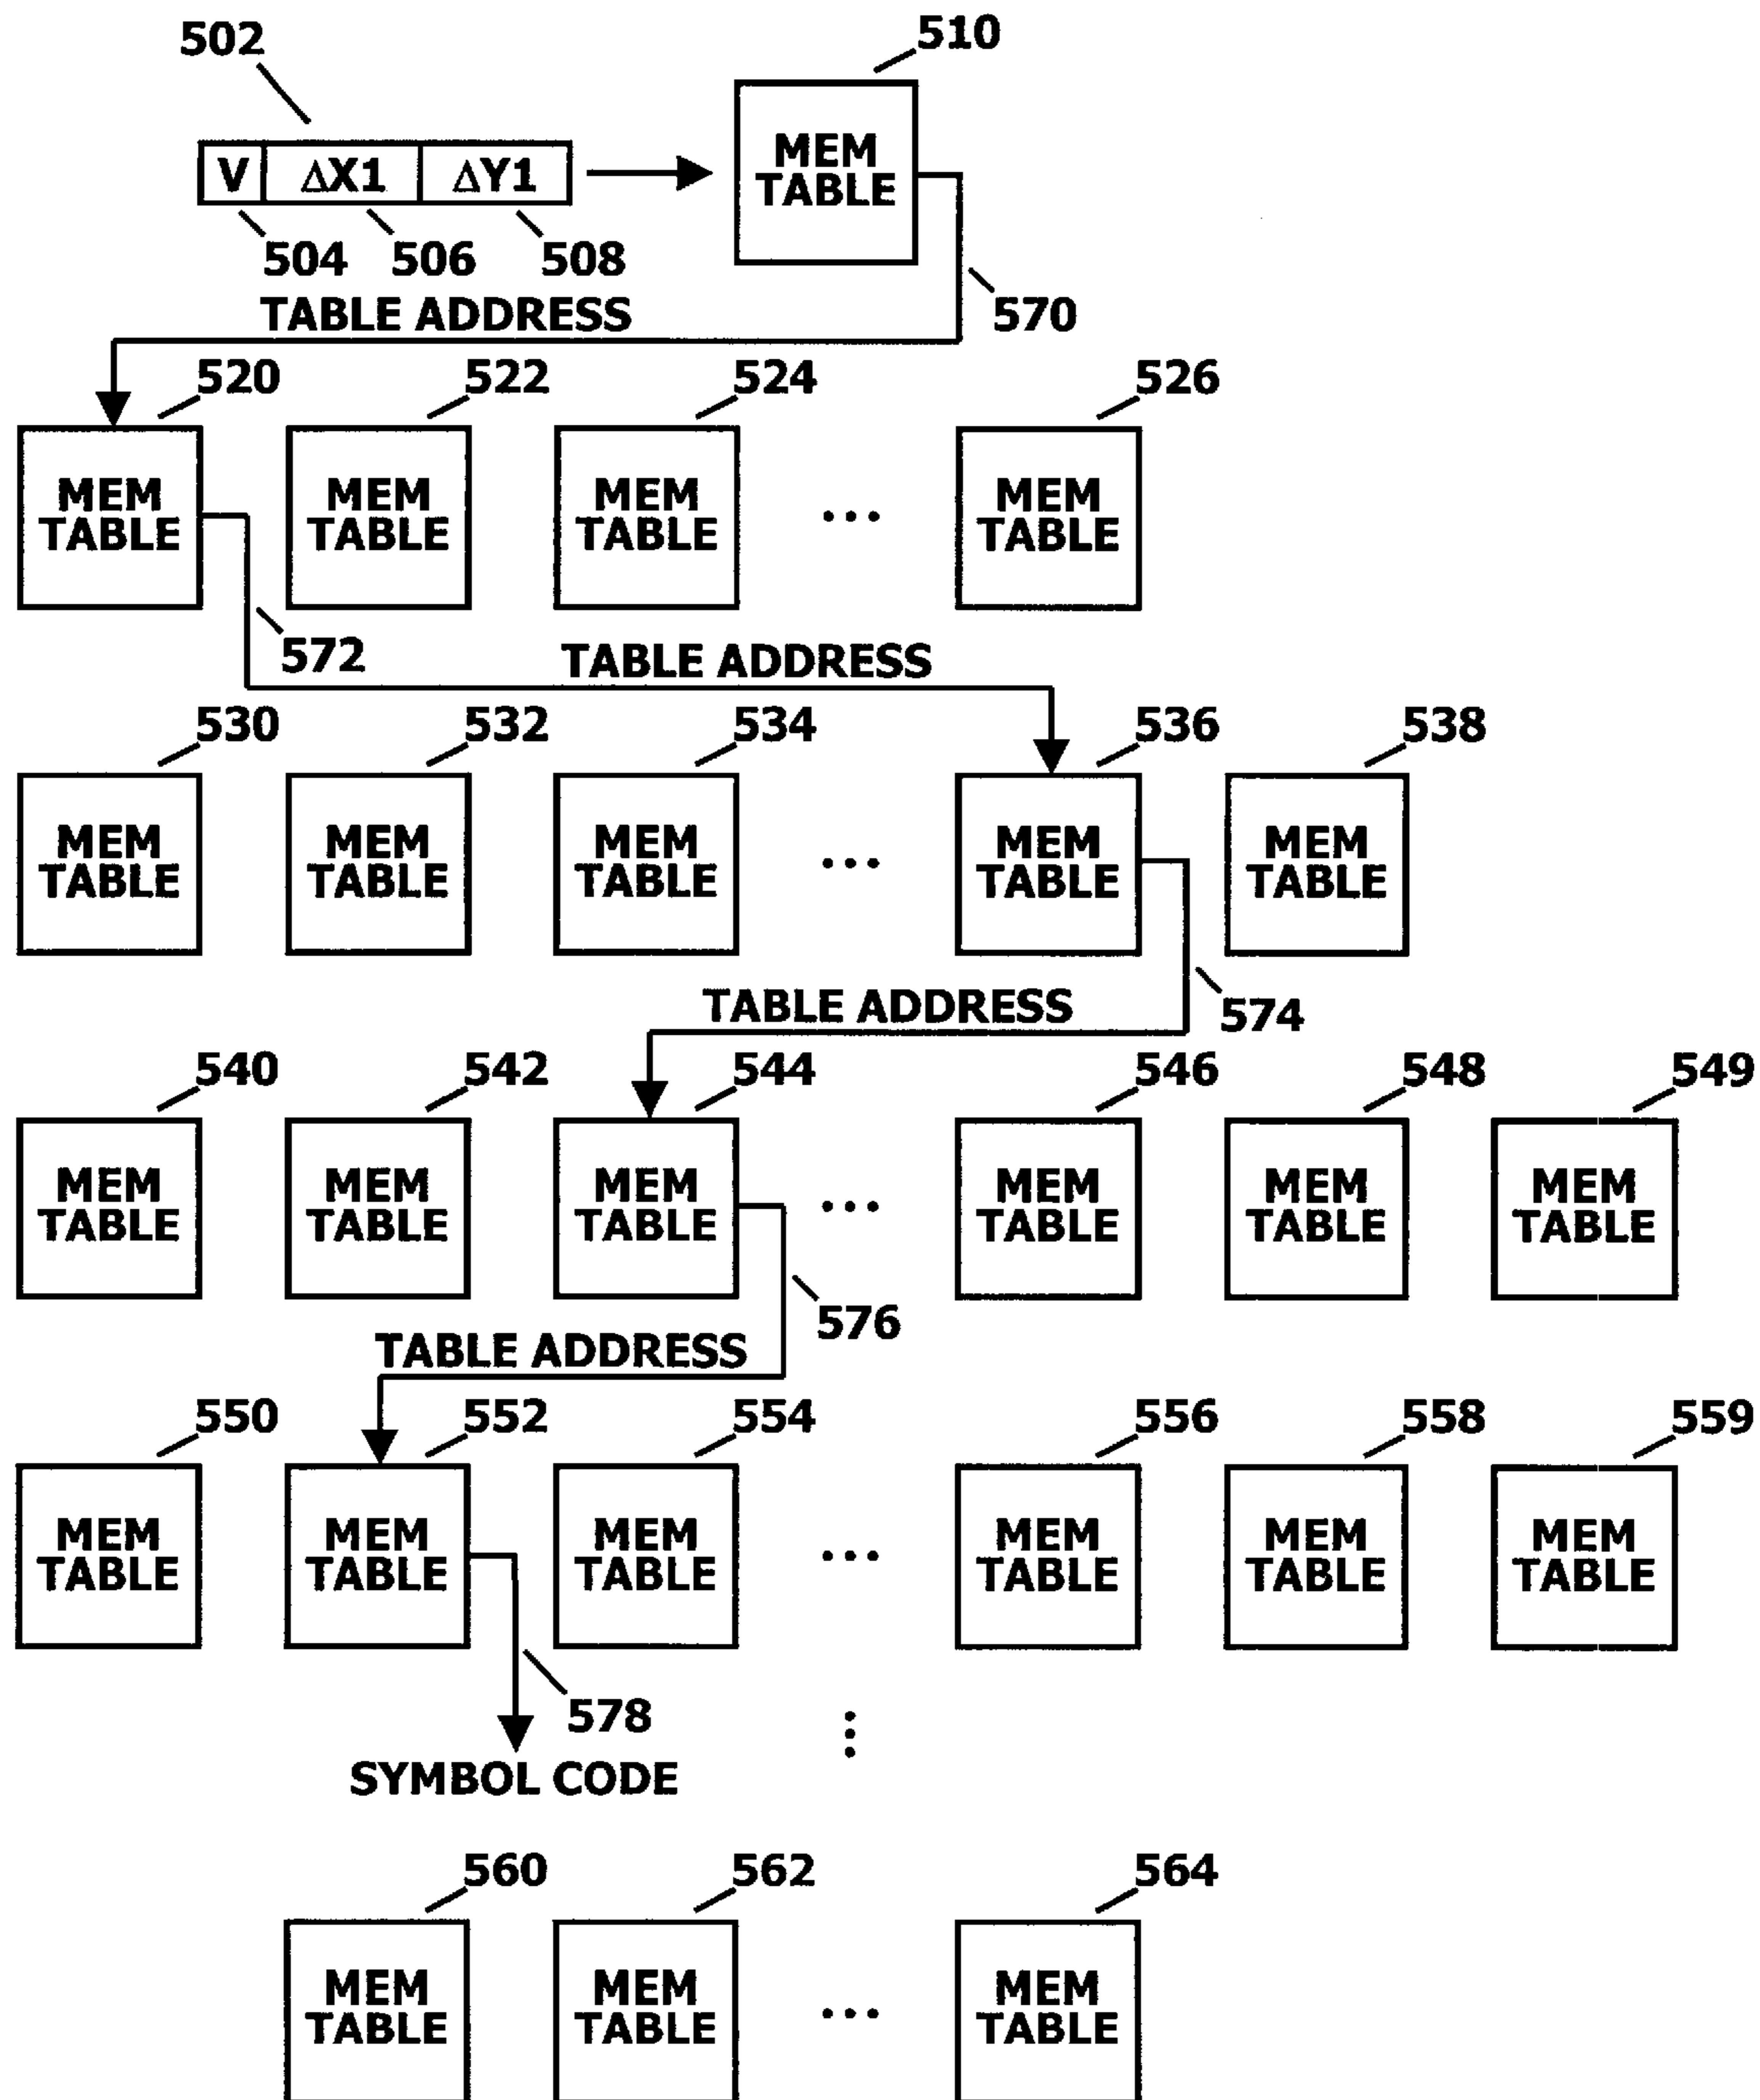 502
510
V ΔX1 ΔY1
MEM
TABLE
504 506 508
570
TABLE ADDRESS
520 522 524 526
MEM MEM MEM ... MEM
TABLE TABLE TABLE TABLE
572
TABLE ADDRESS
530 532 534 536 538
MEM MEM MEM ... MEM MEM
TABLE TABLE TABLE TABLE TABLE
574
TABLE ADDRESS
540 542 544 546 548 549
MEM MEM MEM ... MEM MEM MEM
TABLE TABLE TABLE TABLE TABLE TABLE
576
TABLE ADDRESS
550 552 554 556 558 559
MEM MEM MEM ... MEM MEM MEM
TABLE TABLE TABLE TABLE TABLE TABLE
578
SYMBOL CODE
560 562 564
MEM MEM ... MEM
TABLE TABLE TABLE